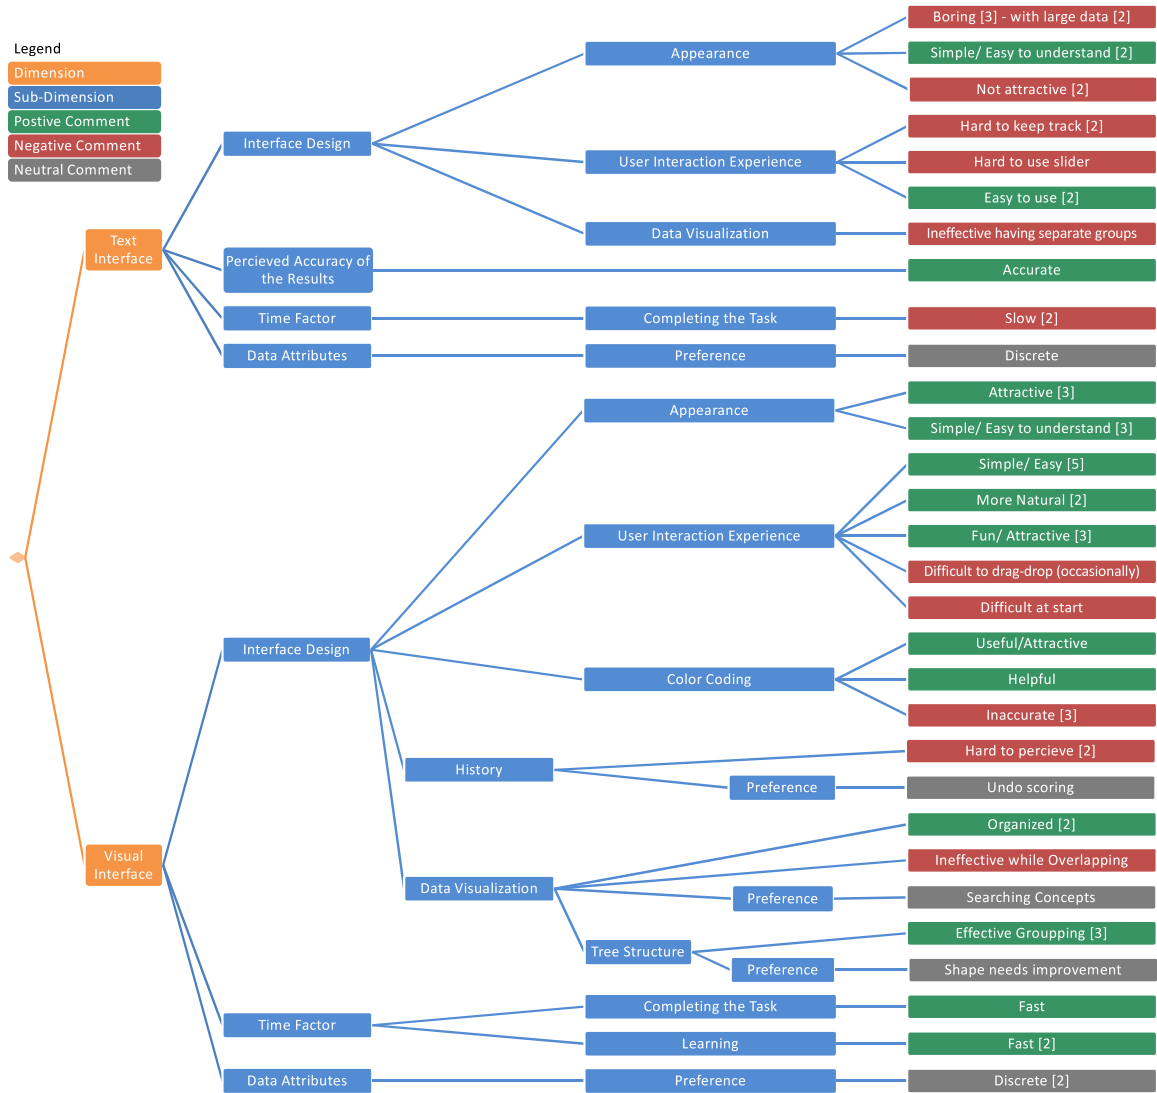 Legend
Dimension
Sub-Dimension
Postive Comment
Negative Comment
Neutral Comment
Text
Interface
Interface Design
Appearance
Boring [3] - with large data [2]
Simple/ Easy to understand [2]
Not attractive [2]
User Interaction Experience
Hard to keep track [2]
Hard to use slider
Easy to use [2]
Data Visualization
Ineffective having separate groups
Percieved Accuracy of
the Results
Accurate
Time Factor
Completing the Task
Slow [2]
Data Attributes
Preference
Discrete
Visual
Interface
Interface Design
Appearance
Attractive [3]
Simple/ Easy to understand [3]
User Interaction Experience
Simple/ Easy [5]
More Natural [2]
Fun/ Attractive [3]
Difficult to drag-drop (occasionally)
Difficult at start
Color Coding
Useful/Attractive
Helpful
Inaccurate [3]
History
Hard to percieve [2]
Preference
Undo scoring
Data Visualization
Organized [2]
Ineffective while Overlapping
Preference
Searching Concepts
Tree Structure
Effective Groupping [3]
Preference
Shape needs improvement
Time Factor
Completing the Task
Fast
Learning
Fast [2]
Data Attributes
Preference
Discrete [2]